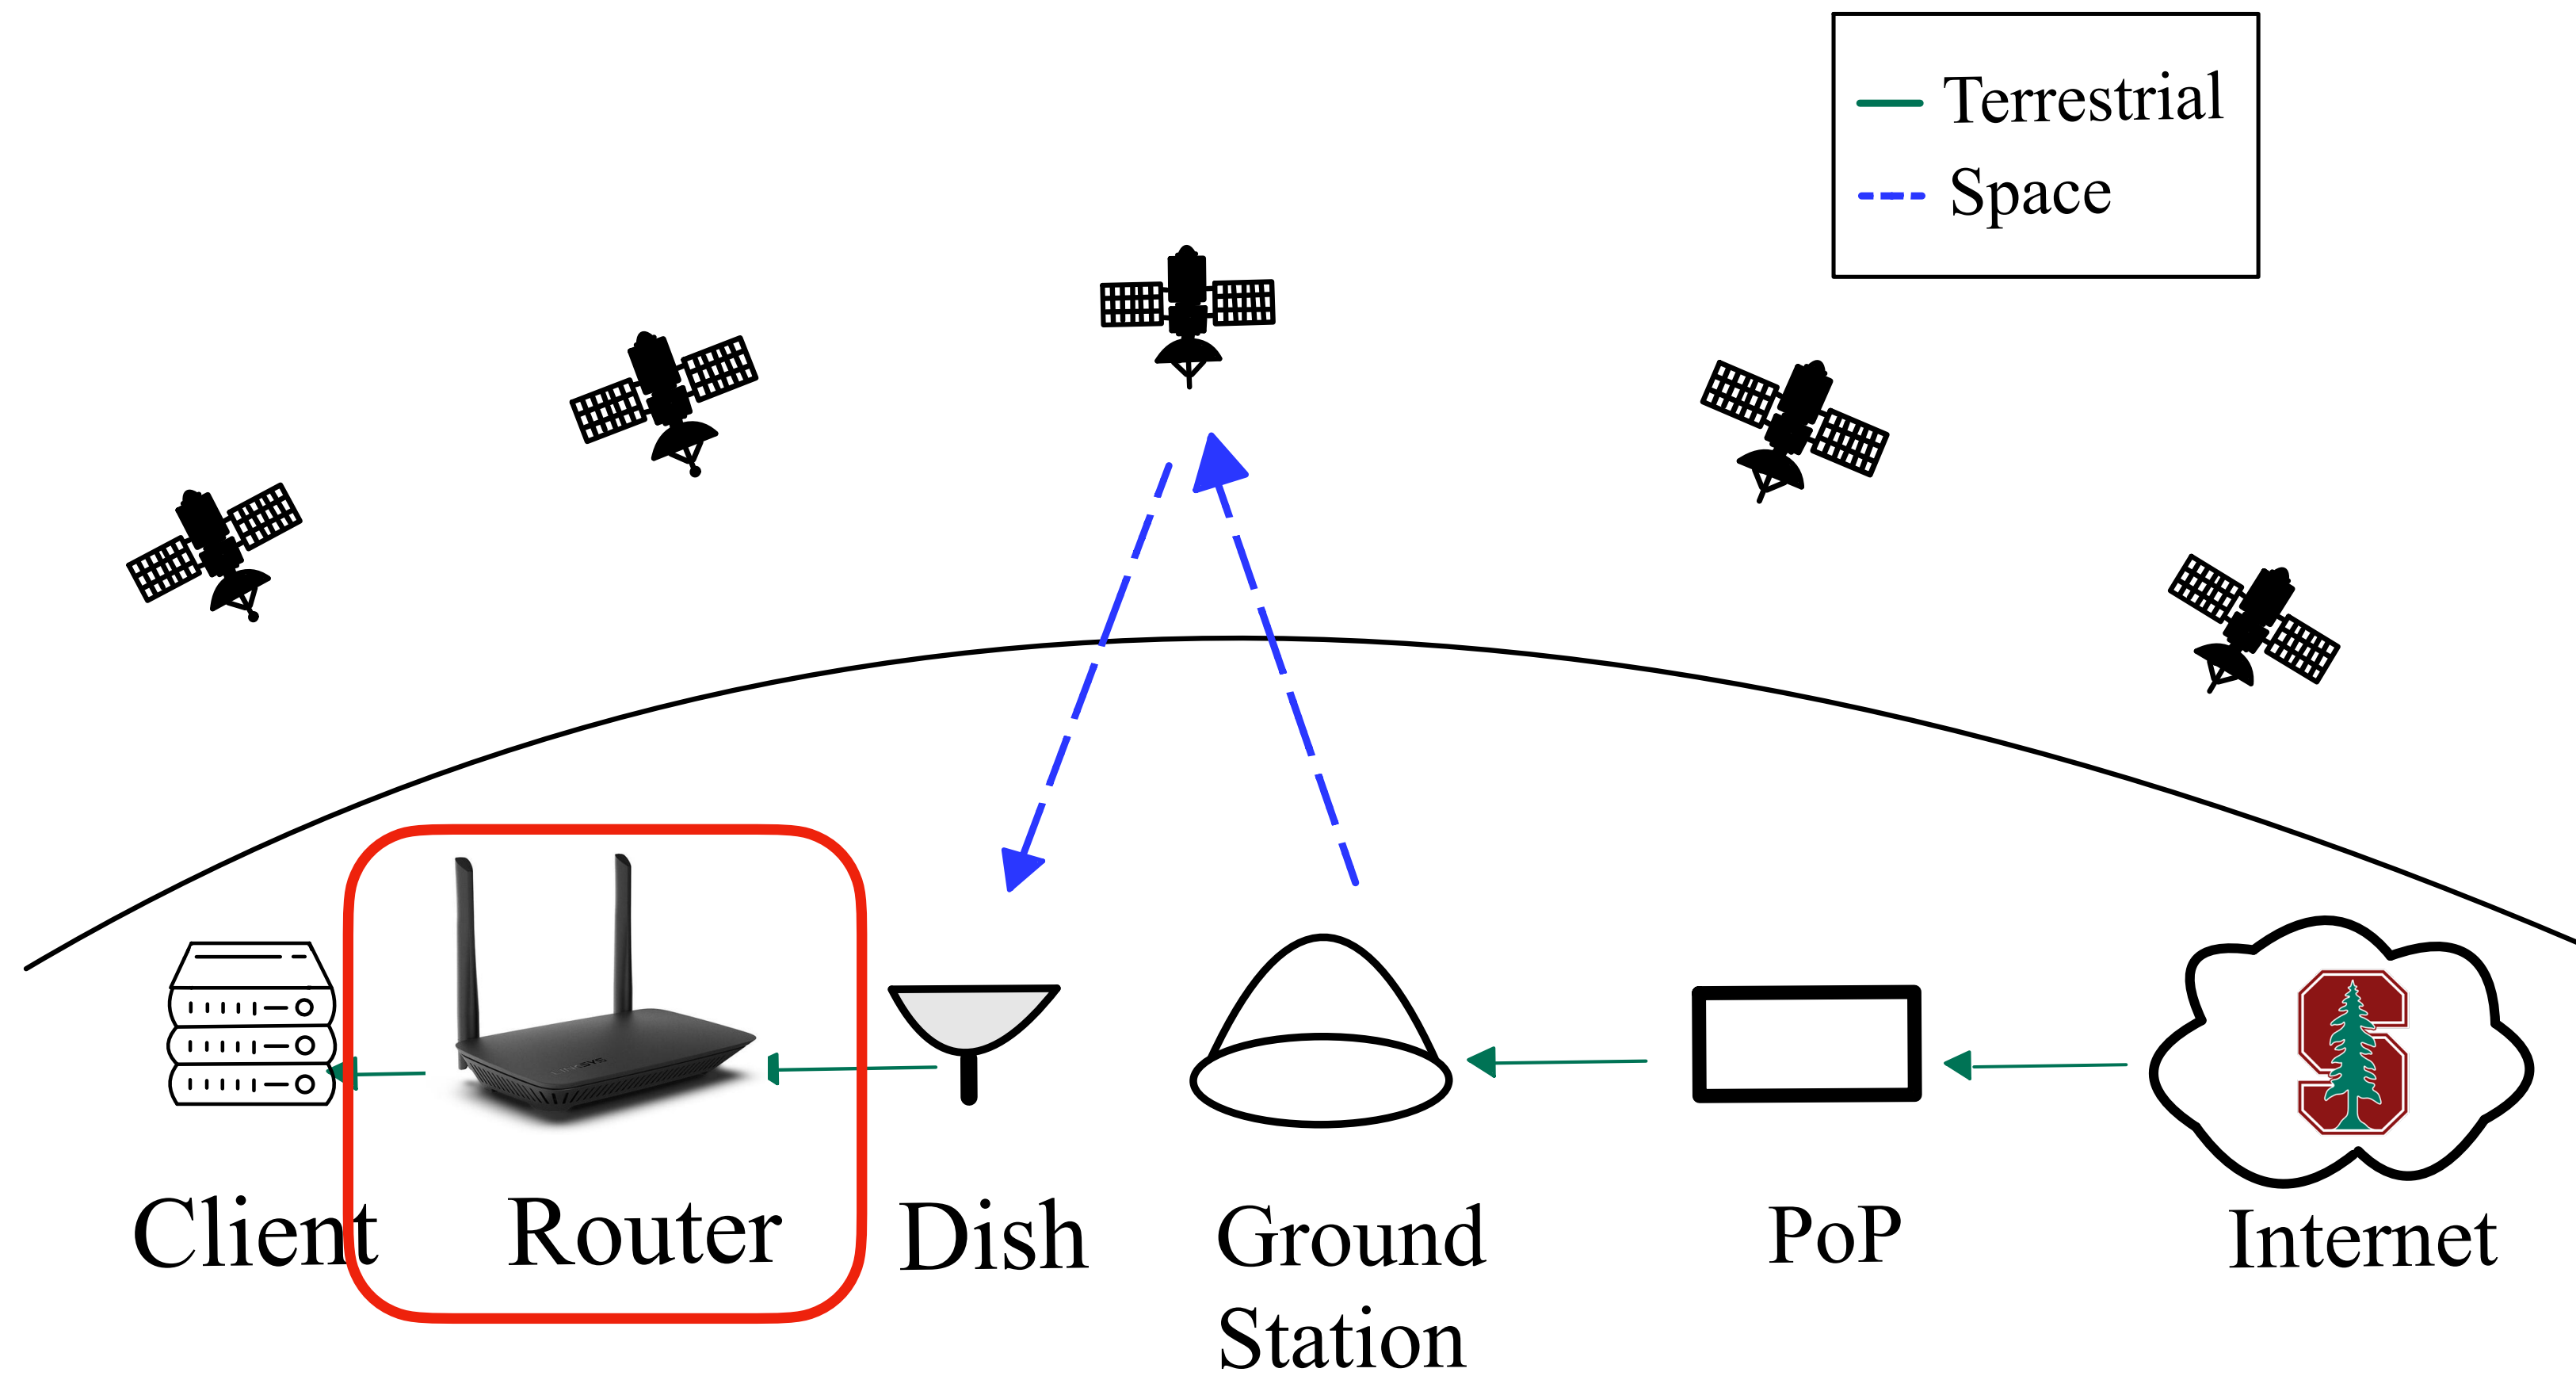 Terrestrial
Space
Client
Router
Dish
Ground
Station
PoP
Internet
S